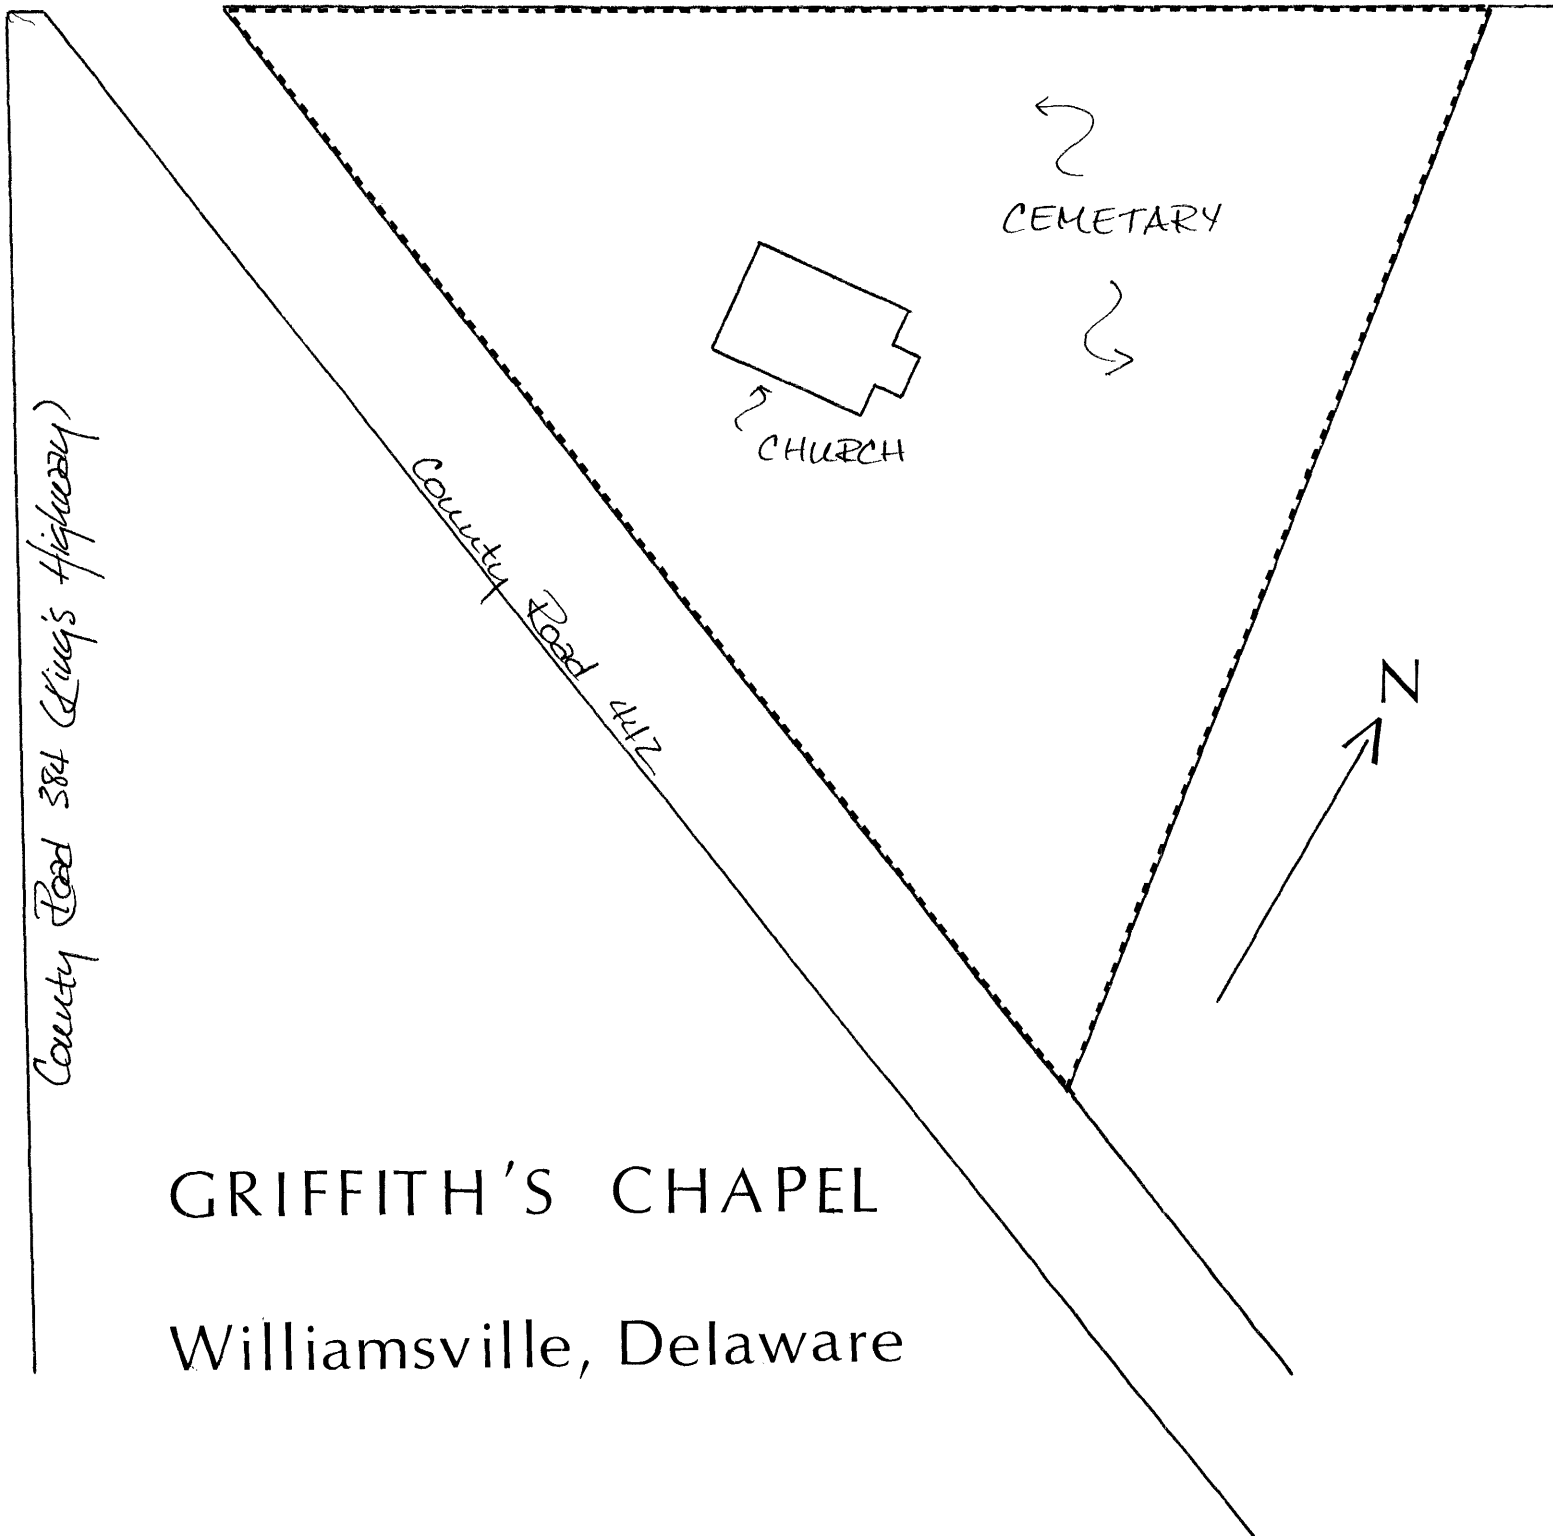 CEMETARY
CHURCH
County Road 442
County Road 384 (King's Highway)
N
GRIFFITH'S CHAPEL
Williamsville, Delaware